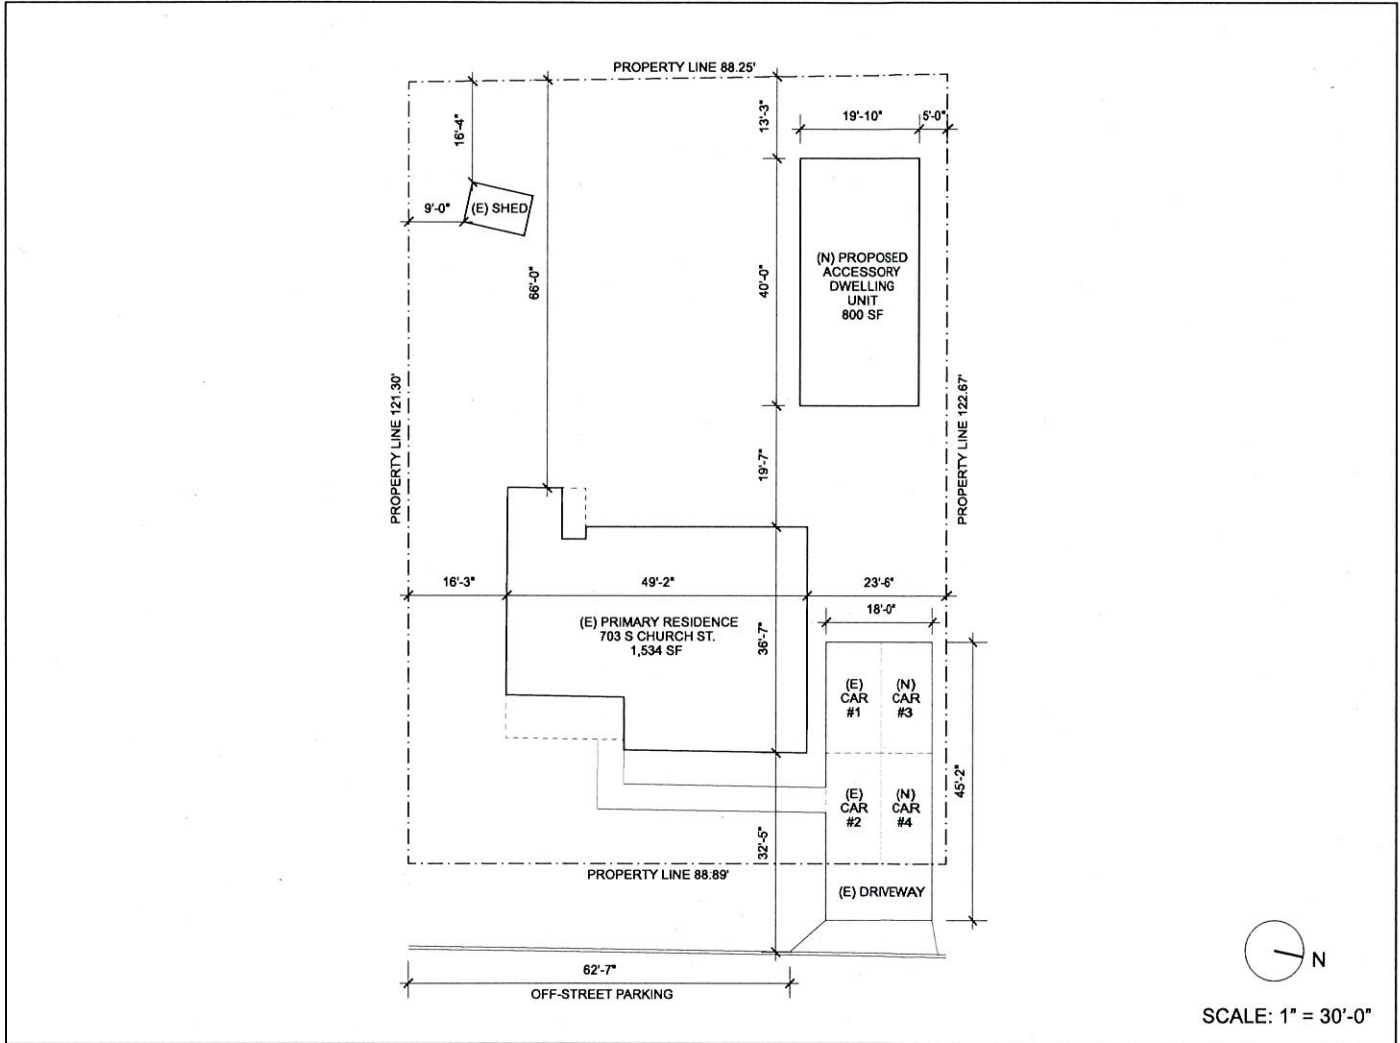 PROPERTY LINE 88.25'
13'-3"
19'-10"
5'-0"
16'-4"
9'-0"
(E) SHED
66'-0"
40'-0"
(N) PROPOSED
ACCESSORY
DWELLING
UNIT
800 SF
PROPERTY LINE 121.30'
PROPERTY LINE 122.67'
19'-7"
16'-3"
49'-2"
23'-6"
18'-0"
(E) PRIMARY RESIDENCE
703 S CHURCH ST.
1,534 SF
36'-7"
(E)
CAR
#1
(N)
CAR
#3
(E)
CAR
#2
(N)
CAR
#4
45'-2"
32'-5"
PROPERTY LINE 88.89'
(E) DRIVEWAY
62'-7"
OFF-STREET PARKING
N
SCALE: 1" = 30'-0"